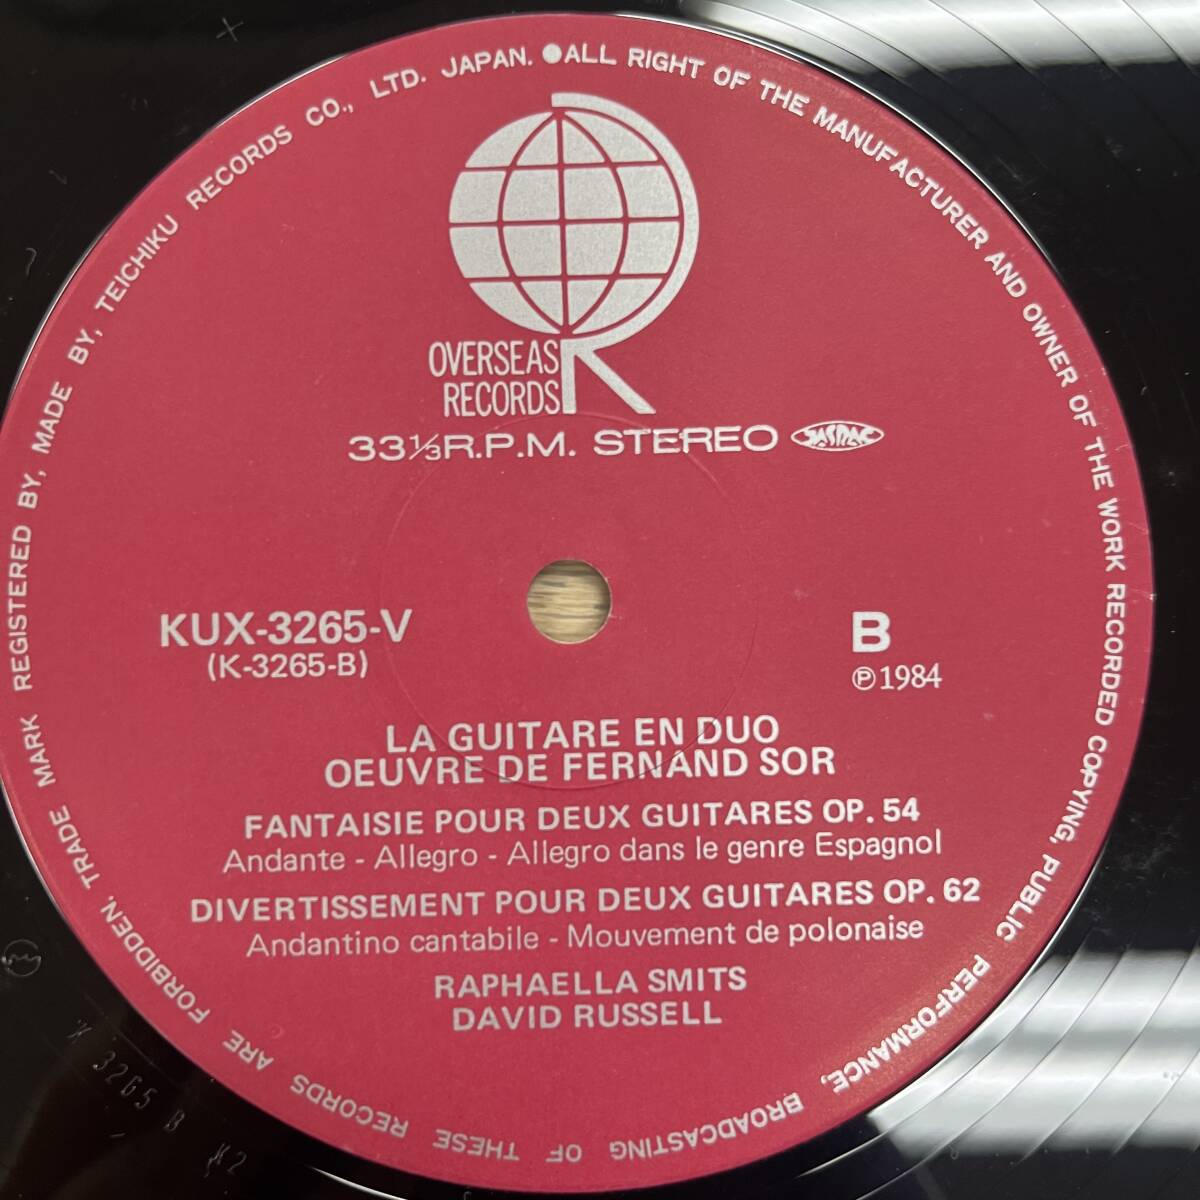 TRADE MARK REGISTERED BY, MADE BY, TEICHIKU RECORDS CO., LTD. JAPAN. ●ALL RIGHT OF THE MANUFACTURER AND OWNER OF THE WORK RECORDED COPYING, PUBLIC PERFORMANCE, BROADCASTING OF THESE RECORDS ARE FORBIDDEN,
OVERSEAS
RECORDS
33⅓R.P.M. STEREO JASRAC
KUX-3265-V
(K-3265-B)
B
Ⓟ1984
LA GUITARE EN DUO
OEUVRE DE FERNAND SOR
FANTAISIE POUR DEUX GUITARES OP. 54
Andante - Allegro - Allegro dans le genre Espagnol
DIVERTISSEMENT POUR DEUX GUITARES OP. 62
Andantino cantabile - Mouvement de polonaise
RAPHAELLA SMITS
DAVID RUSSELL
3265 B